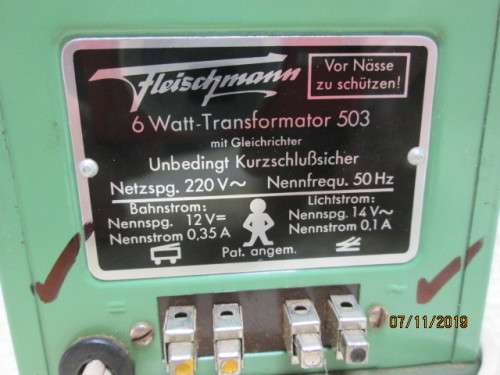 Fleischmann
Vor Nässe
zu schützen!
6 Watt-Transformator 503
mit Gleichrichter
Unbedingt Kurzschlußsicher
Netzspg. 220 V~ Nennfrequ. 50 Hz
Bahnstrom:
Nennspg. 12 V=
Nennstrom 0,35 A
Lichtstrom:
Nennspg. 14 V~
Nennstrom 0,1 A
Pat. angem.
07/11/2019